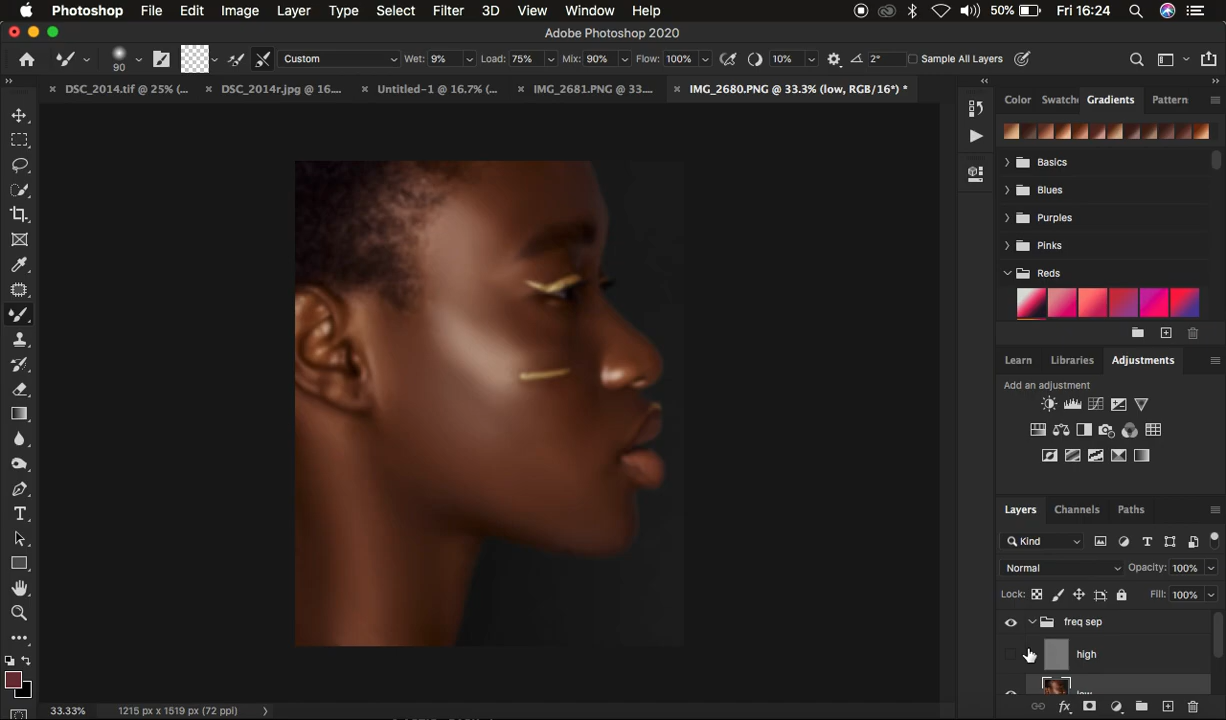 Photoshop File Edit Image Layer Type Select Filter 3D View Window Help 50% Fri 16:24
Adobe Photoshop 2020
90 Custom Wet: 9% Load: 75% Mix: 90% Flow: 100% 10% 2° Sample All Layers
DSC_2014.tif @ 25% (... DSC_2014r.jpg @ 16.... Untitled-1 @ 16.7% (... IMG_2681.PNG @ 33.... IMG_2680.PNG @ 33.3% (low, RGB/16*) *
Color Swatche Gradients Pattern
Basics
Blues
Purples
Pinks
Reds
Learn Libraries Adjustments
Add an adjustment
Layers Channels Paths
Kind
Normal Opacity: 100%
Lock: Fill: 100%
freq sep
high
low
33.33% 1215 px x 1519 px (72 ppi)